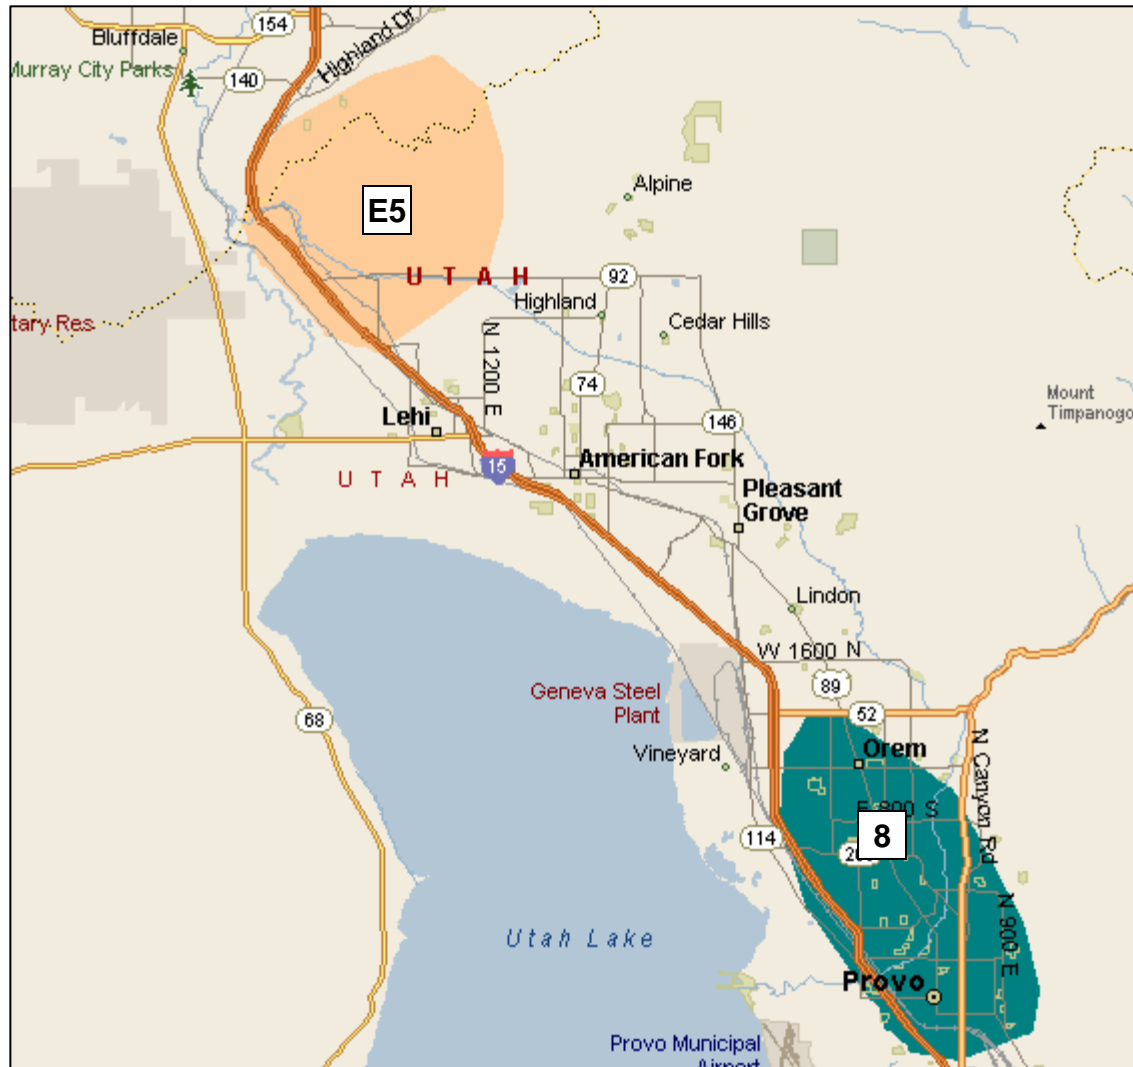 154
Bluffdale
Highland Dr
Murray City Parks
140
Alpine
E5
U T A H
92
Highland
tary Res
Cedar Hills
N 1200 E
74
Mount
Timpanogo
Lehi
146
American Fork
15
U T A H
Pleasant
Grove
Lindon
W 1600 N
89
Geneva Steel
Plant
68
52
Vineyard
Orem
N Canyon Rd
E 800 S
114
8
N 900 E
Utah Lake
Provo
Provo Municipal
Airport